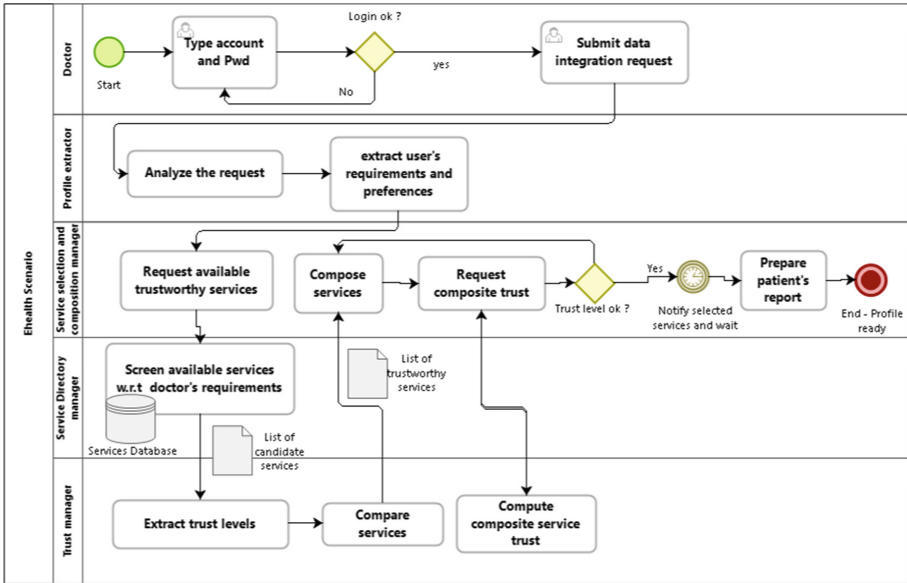 Ehealth Scenario
Doctor
Login ok ?
Type account
and Pwd
yes
Submit data
integration request
Start
No
Profile extractor
Analyze the request
extract user's
requirements and
preferences
Service selection and
composition manager
Request available
trustworthy services
Compose
services
Request
composite trust
Trust level ok ?
Yes
Notify selected
services and wait
Prepare
patient's
report
End - Profile
ready
Service Directory
manager
Screen available services
w.r.t doctor's requirements
Services Database
List of
candidate
services
List of
trustworthy
services
Trust manager
Extract trust levels
Compare
services
Compute
composite service
trust